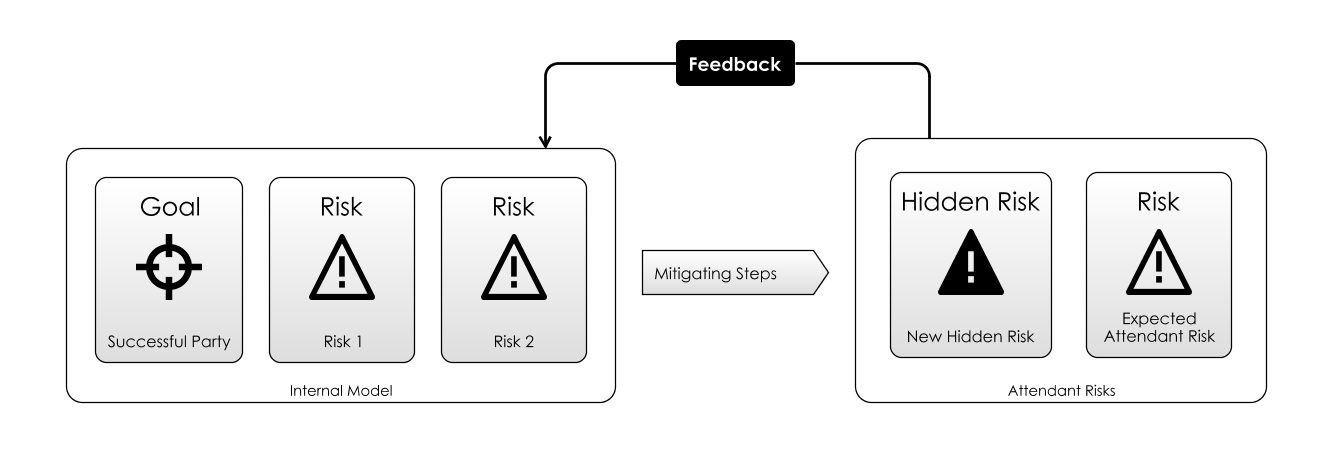 Feedback
Goal
Successful Party
Risk
Risk 1
Risk
Risk 2
Internal Model
Mitigating Steps
Hidden Risk
New Hidden Risk
Risk
Expected
Attendant Risk
Attendant Risks